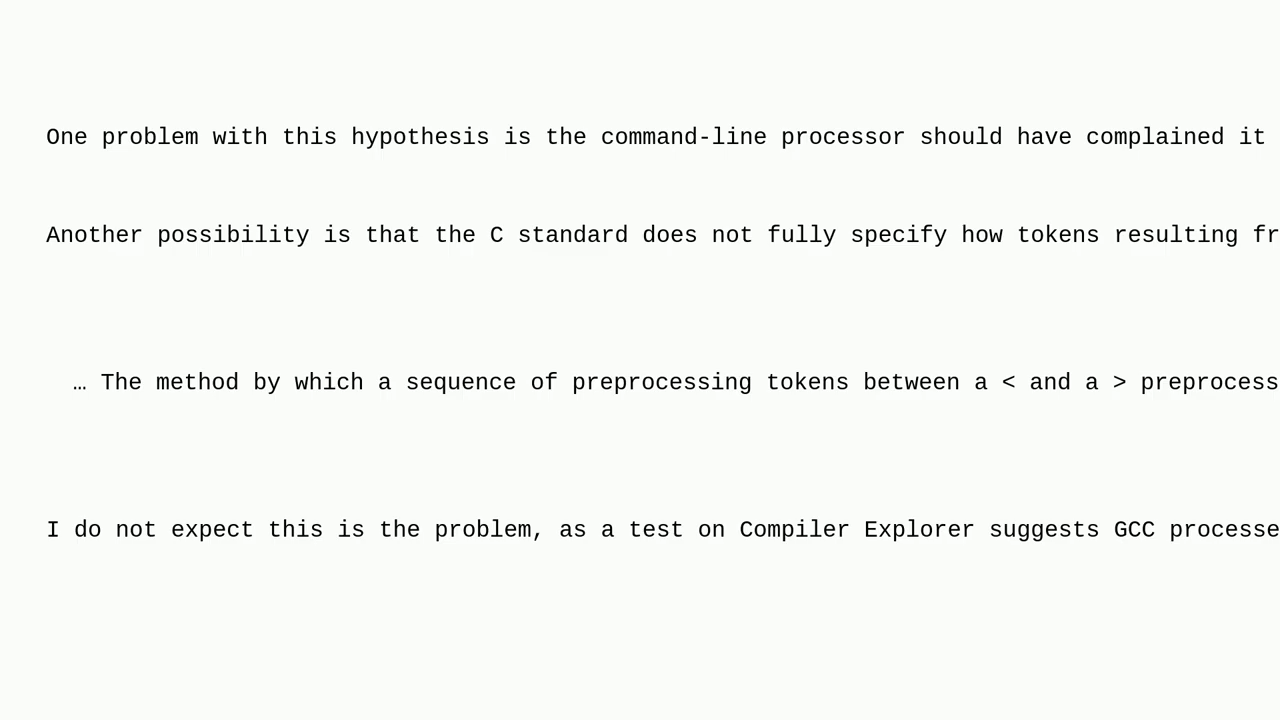 One problem with this hypothesis is the command-line processor should have complained it
Another possibility is that the C standard does not fully specify how tokens resulting fr
… The method by which a sequence of preprocessing tokens between a < and a > preprocess
I do not expect this is the problem, as a test on Compiler Explorer suggests GCC processe